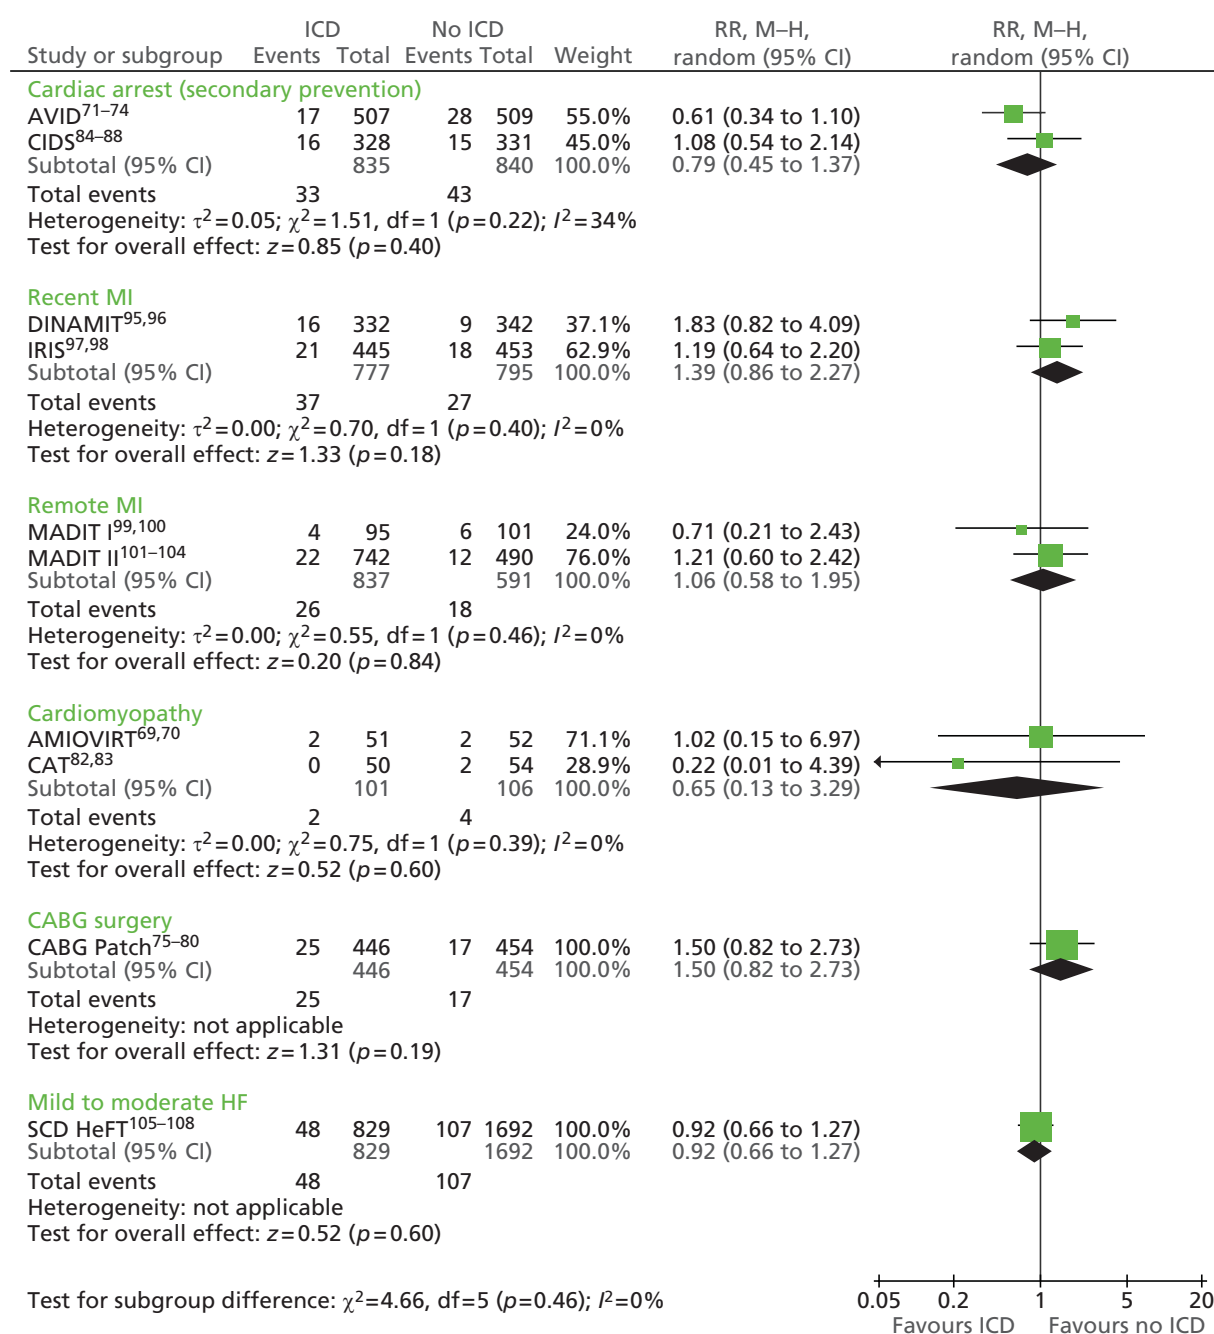 ICD No ICD RR, M–H, RR, M–H,
Study or subgroup Events Total Events Total Weight random (95% CI) random (95% CI)
Cardiac arrest (secondary prevention)
AVID71–74 17 507 28 509 55.0% 0.61 (0.34 to 1.10)
CIDS84–88 16 328 15 331 45.0% 1.08 (0.54 to 2.14)
Subtotal (95% CI) 835 840 100.0% 0.79 (0.45 to 1.37)
Total events 33 43
Heterogeneity: τ2=0.05; χ2=1.51, df=1 (p=0.22); I2=34%
Test for overall effect: z=0.85 (p=0.40)
Recent MI
DINAMIT95,96 16 332 9 342 37.1% 1.83 (0.82 to 4.09)
IRIS97,98 21 445 18 453 62.9% 1.19 (0.64 to 2.20)
Subtotal (95% CI) 777 795 100.0% 1.39 (0.86 to 2.27)
Total events 37 27
Heterogeneity: τ2=0.00; χ2=0.70, df=1 (p=0.40); I2=0%
Test for overall effect: z=1.33 (p=0.18)
Remote MI
MADIT I99,100 4 95 6 101 24.0% 0.71 (0.21 to 2.43)
MADIT II101–104 22 742 12 490 76.0% 1.21 (0.60 to 2.42)
Subtotal (95% CI) 837 591 100.0% 1.06 (0.58 to 1.95)
Total events 26 18
Heterogeneity: τ2=0.00; χ2=0.55, df=1 (p=0.46); I2=0%
Test for overall effect: z=0.20 (p=0.84)
Cardiomyopathy
AMIOVIRT69,70 2 51 2 52 71.1% 1.02 (0.15 to 6.97)
CAT82,83 0 50 2 54 28.9% 0.22 (0.01 to 4.39)
Subtotal (95% CI) 101 106 100.0% 0.65 (0.13 to 3.29)
Total events 2 4
Heterogeneity: τ2=0.00; χ2=0.75, df=1 (p=0.39); I2=0%
Test for overall effect: z=0.52 (p=0.60)
CABG surgery
CABG Patch75–80 25 446 17 454 100.0% 1.50 (0.82 to 2.73)
Subtotal (95% CI) 446 454 100.0% 1.50 (0.82 to 2.73)
Total events 25 17
Heterogeneity: not applicable
Test for overall effect: z=1.31 (p=0.19)
Mild to moderate HF
SCD HeFT105–108 48 829 107 1692 100.0% 0.92 (0.66 to 1.27)
Subtotal (95% CI) 829 1692 100.0% 0.92 (0.66 to 1.27)
Total events 48 107
Heterogeneity: not applicable
Test for overall effect: z=0.52 (p=0.60)
Test for subgroup difference: χ2=4.66, df=5 (p=0.46); I2=0% 0.05 0.2 1 5 20
Favours ICD Favours no ICD